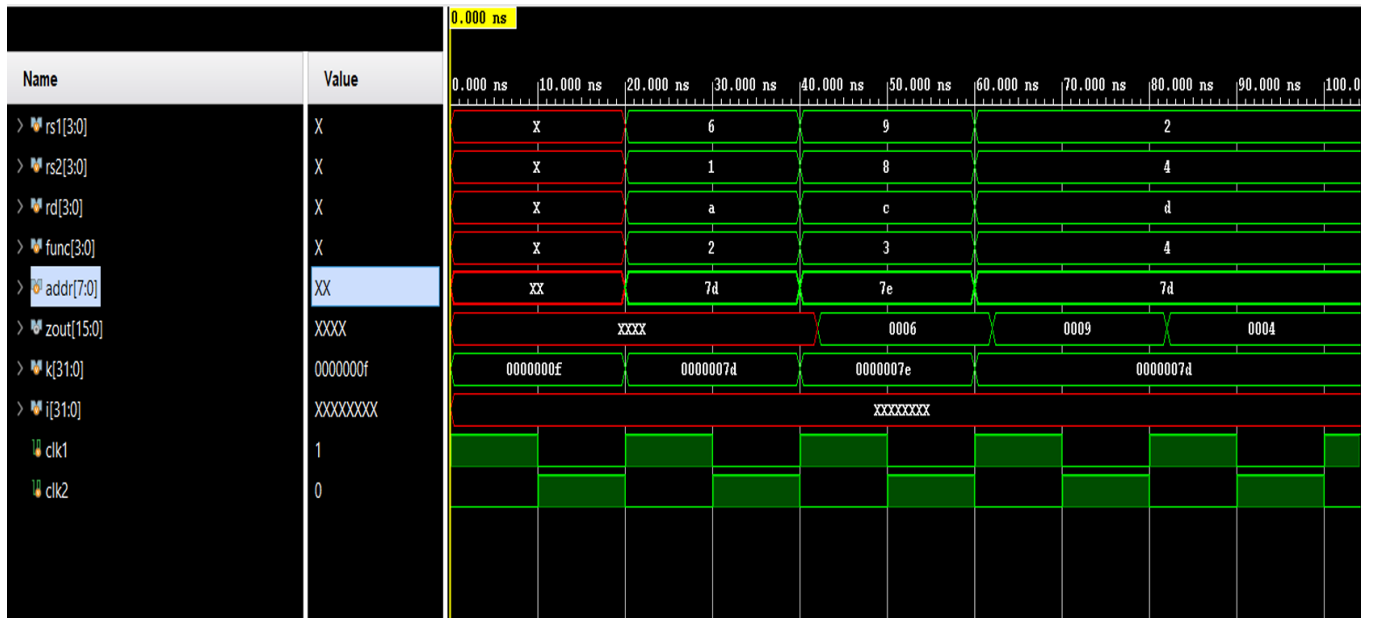 0.000 ns
Name Value 0.000 ns 10.000 ns 20.000 ns 30.000 ns 40.000 ns 50.000 ns 60.000 ns 70.000 ns 80.000 ns 90.000 ns 100.0
rs1[3:0] X X 6 9 2
rs2[3:0] X X 1 8 4
rd[3:0] X X a c d
func[3:0] X X 2 3 4
addr[7:0] XX XX 7d 7e 7d
zout[15:0] XXXX XXXX 0006 0009 0004
k[31:0] 0000000f 0000000f 0000007d 0000007e 0000007d
i[31:0] XXXXXXXX XXXXXXXX
clk1 1
clk2 0